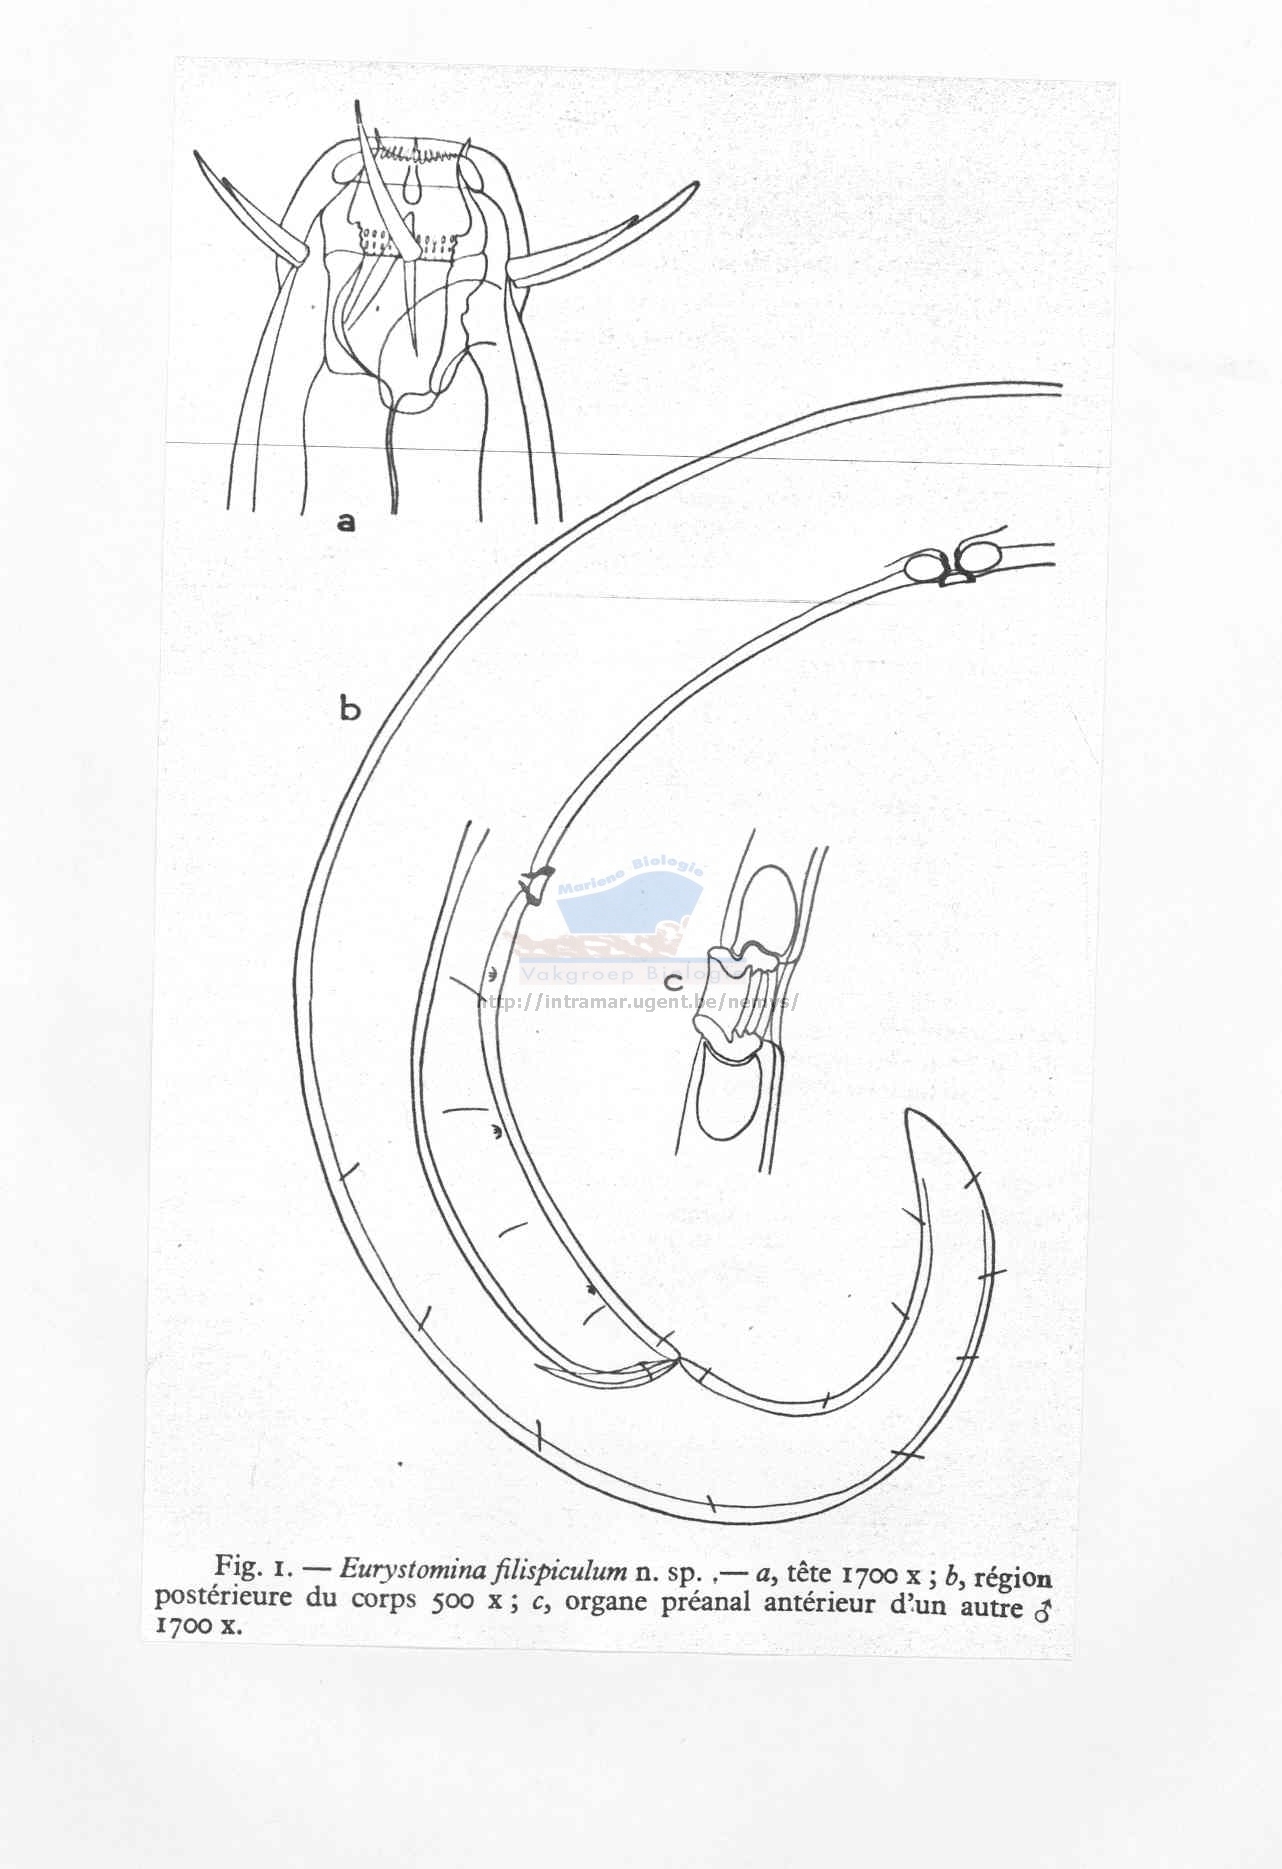 a
b
Mariene Biologie
c
Vakgroep Biologie
http://intramar.ugent.be/nemys/
Fig. 1. — Eurystomina filispiculum n. sp. .— a, tête 1700 x ; b, région
postérieure du corps 500 x ; c, organe préanal antérieur d'un autre ♂
1700 x.